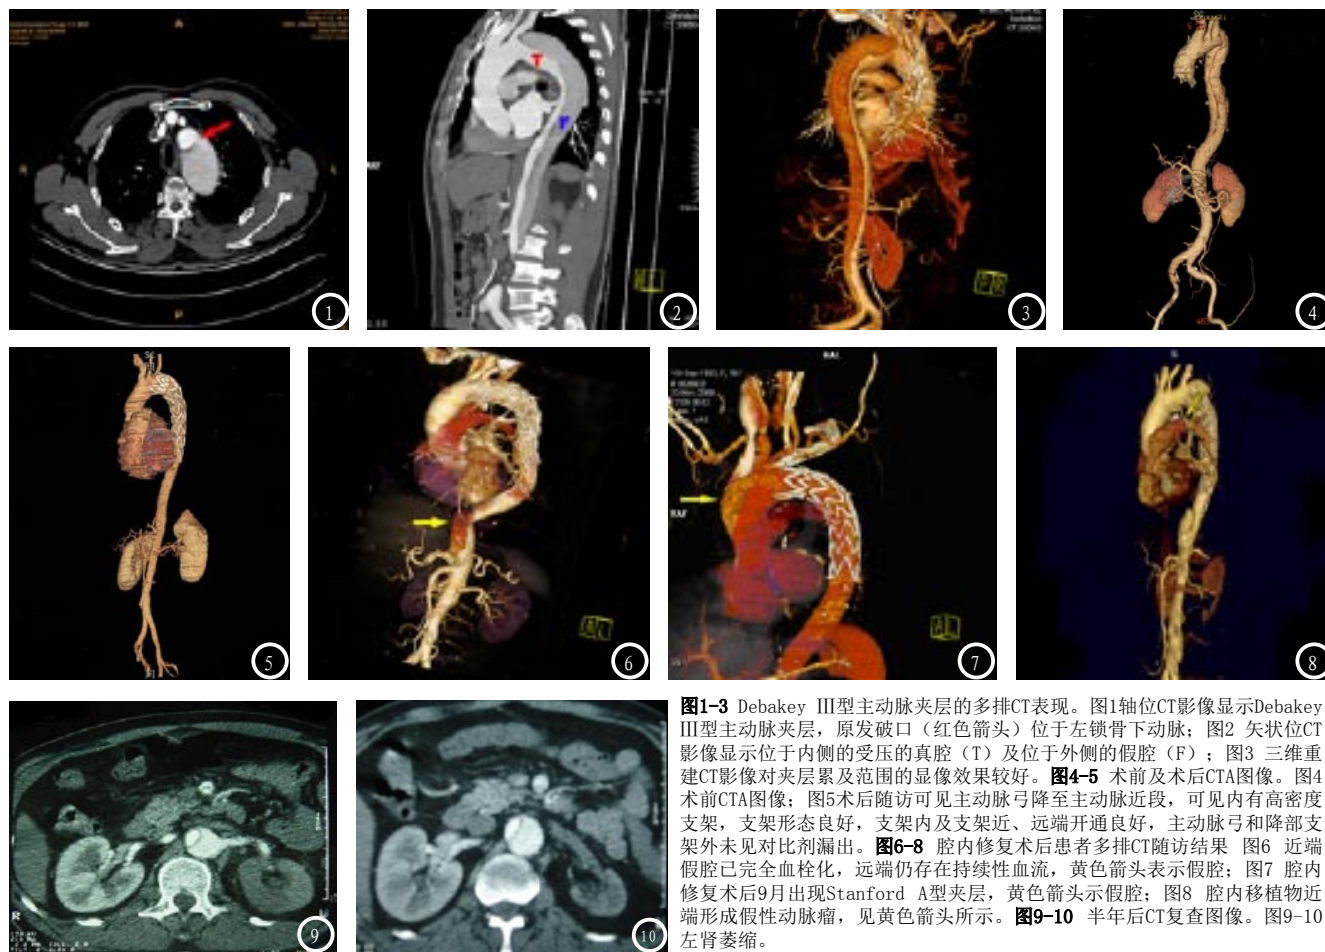 1
T
F
2
3
4
5
6
7
8
R
9
10
图1-3 Debakey III型主动脉夹层的多排CT表现。图1轴位CT影像显示Debakey
III型主动脉夹层，原发破口（红色箭头）位于左锁骨下动脉；图2 矢状位CT
影像显示位于内侧的受压的真腔（T）及位于外侧的假腔（F）；图3 三维重
建CT影像对夹层累及范围的显像效果较好。图4-5 术前及术后CTA图像。图4
术前CTA图像；图5术后随访可见主动脉弓降至主动脉近段，可见内有高密度
支架，支架形态良好，支架内及支架近、远端开通良好，主动脉弓和降部支
架外未见对比剂漏出。图6-8 腔内修复术后患者多排CT随访结果 图6 近端
假腔已完全血栓化，远端仍存在持续性血流，黄色箭头表示假腔；图7 腔内
修复术后9月出现Stanford A型夹层，黄色箭头示假腔；图8 腔内移植物近
端形成假性动脉瘤，见黄色箭头所示。图9-10 半年后CT复查图像。图9-10
左肾萎缩。